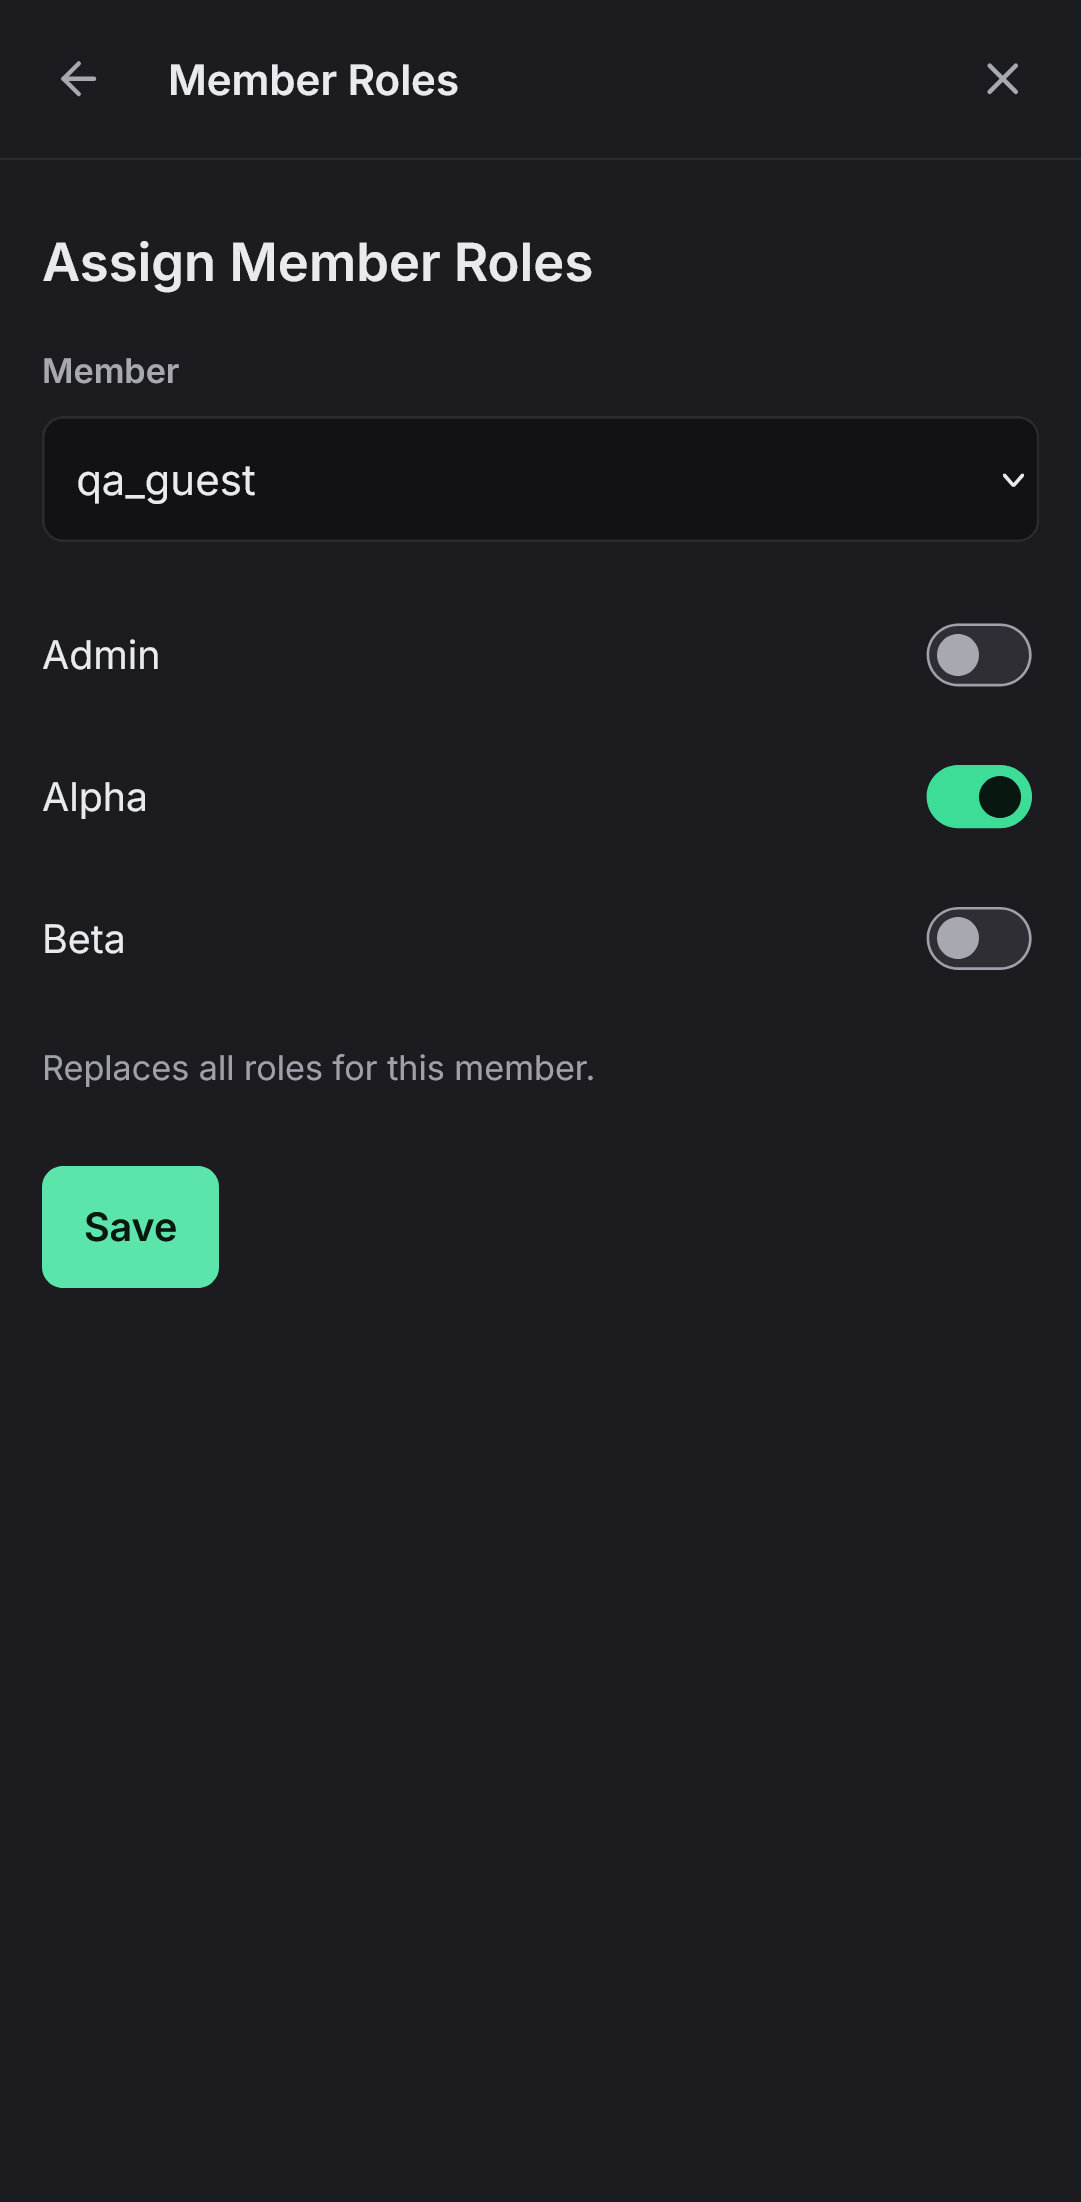 Member Roles
Assign Member Roles
Member
qa_guest
Admin
Alpha
Beta
Replaces all roles for this member.
Save